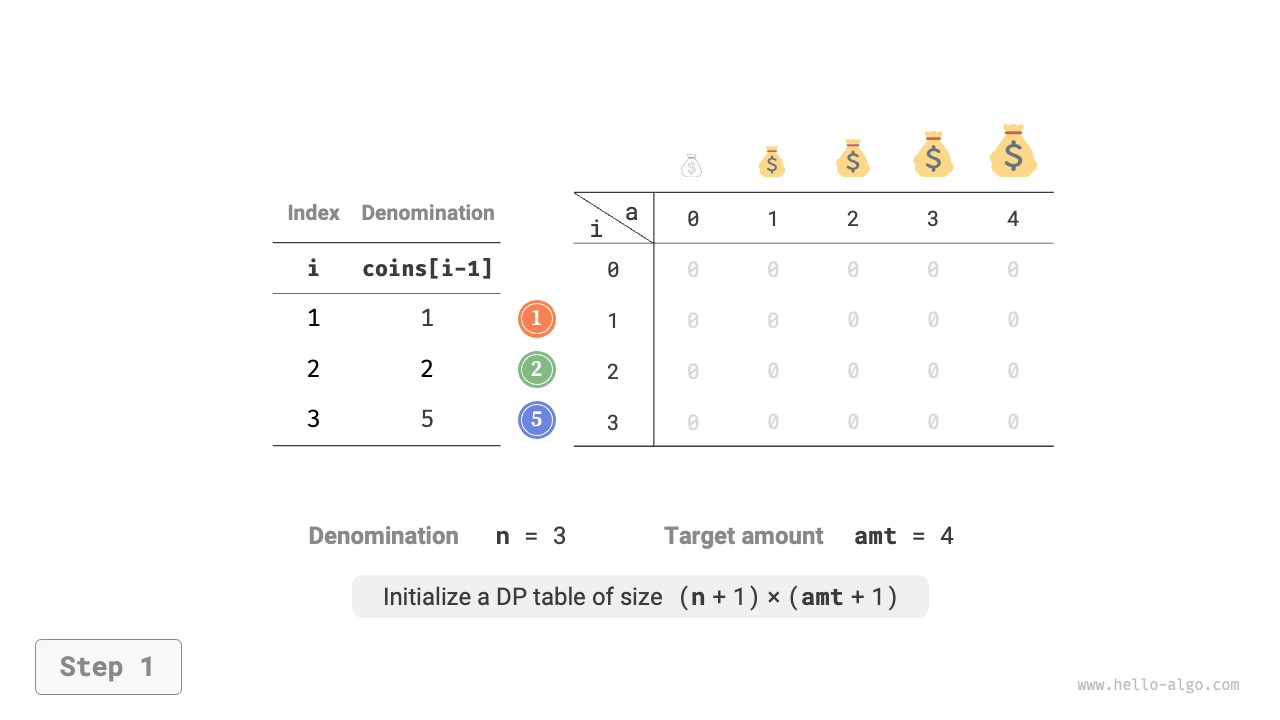 Index Denomination
i coins[i-1]
1 1
2 2
3 5
1
2
5
$ $ $ $ $
i a 0 1 2 3 4
0 0 0 0 0 0
1 0 0 0 0 0
2 0 0 0 0 0
3 0 0 0 0 0
Denomination n = 3 Target amount amt = 4
Initialize a DP table of size (n + 1) × (amt + 1)
Step 1
www.hello-algo.com